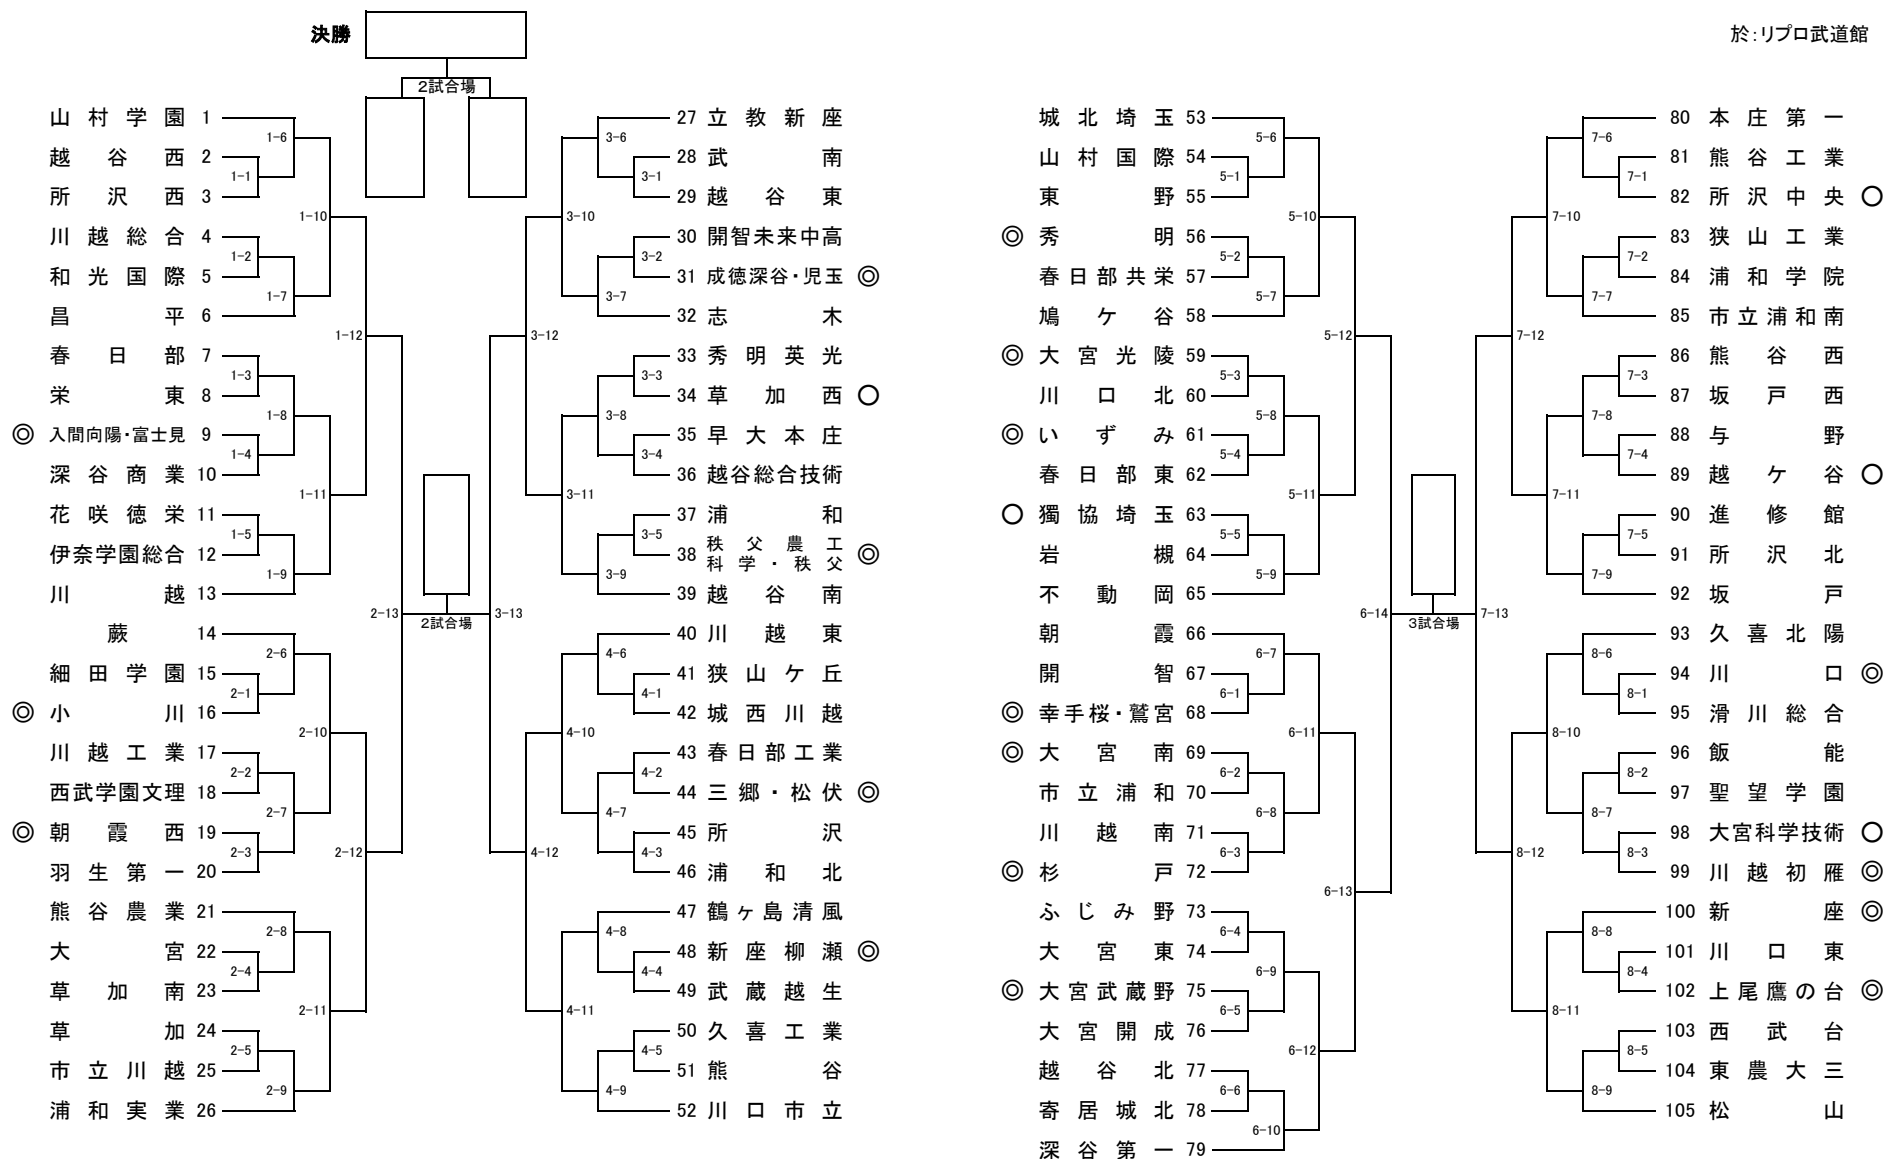 決勝
於：リプロ武道館
2試合場
山村学園 1
越谷西 2
所沢西 3
川越総合 4
和光国際 5
昌平 6
春日部 7
栄東 8
◎ 入間向陽・富士見 9
深谷商業 10
花咲徳栄 11
伊奈学園総合 12
川越 13
蕨 14
細田学園 15
◎ 小川 16
川越工業 17
西武学園文理 18
◎ 朝霞西 19
羽生第一 20
熊谷農業 21
大宮 22
草加南 23
草加 24
市立川越 25
浦和実業 26
1-6
1-1
1-10
1-2
1-7
1-12
1-3
1-8
1-4
1-11
1-5
1-9
2-13
2-6
2-1
2-10
2-2
2-7
2-3
2-12
2-8
2-4
2-11
2-5
2-9
2試合場
27 立教新座
28 武南
29 越谷東
30 開智未来中高
31 成徳深谷・児玉 ◎
32 志木
33 秀明英光
34 草加西 〇
35 早大本庄
36 越谷総合技術
37 浦和
38 秩父農工
科学・秩父 ◎
39 越谷南
40 川越東
41 狭山ケ丘
42 城西川越
43 春日部工業
44 三郷・松伏 ◎
45 所沢
46 浦和北
47 鶴ヶ島清風
48 新座柳瀬 ◎
49 武蔵越生
50 久喜工業
51 熊谷
52 川口市立
3-6
3-1
3-10
3-2
3-7
3-12
3-3
3-8
3-4
3-11
3-5
3-9
3-13
4-6
4-1
4-10
4-2
4-7
4-3
4-12
4-8
4-4
4-11
4-5
4-9
城北埼玉 53
山村国際 54
東野 55
◎ 秀明 56
春日部共栄 57
鳩ケ谷 58
◎ 大宮光陵 59
川口北 60
◎ いずみ 61
春日部東 62
〇 獨協埼玉 63
岩槻 64
不動岡 65
朝霞 66
開智 67
◎ 幸手桜・鷲宮 68
◎ 大宮南 69
市立浦和 70
川越南 71
◎ 杉戸 72
ふじみ野 73
大宮東 74
◎ 大宮武蔵野 75
大宮開成 76
越谷北 77
寄居城北 78
深谷第一 79
5-6
5-1
5-10
5-2
5-7
5-12
5-3
5-8
5-4
5-11
5-5
5-9
6-14
6-7
6-1
6-11
6-2
6-8
6-3
6-13
6-4
6-9
6-5
6-12
6-6
6-10
3試合場
80 本庄第一
81 熊谷工業
82 所沢中央 〇
83 狭山工業
84 浦和学院
85 市立浦和南
86 熊谷西
87 坂戸西
88 与野
89 越ケ谷 〇
90 進修館
91 所沢北
92 坂戸
93 久喜北陽
94 川口 ◎
95 滑川総合
96 飯能
97 聖望学園
98 大宮科学技術 〇
99 川越初雁 ◎
100 新座 ◎
101 川口東
102 上尾鷹の台 ◎
103 西武台
104 東農大三
105 松山
7-6
7-1
7-10
7-2
7-7
7-12
7-3
7-8
7-4
7-11
7-5
7-9
7-13
8-6
8-1
8-10
8-2
8-7
8-3
8-12
8-8
8-4
8-11
8-5
8-9